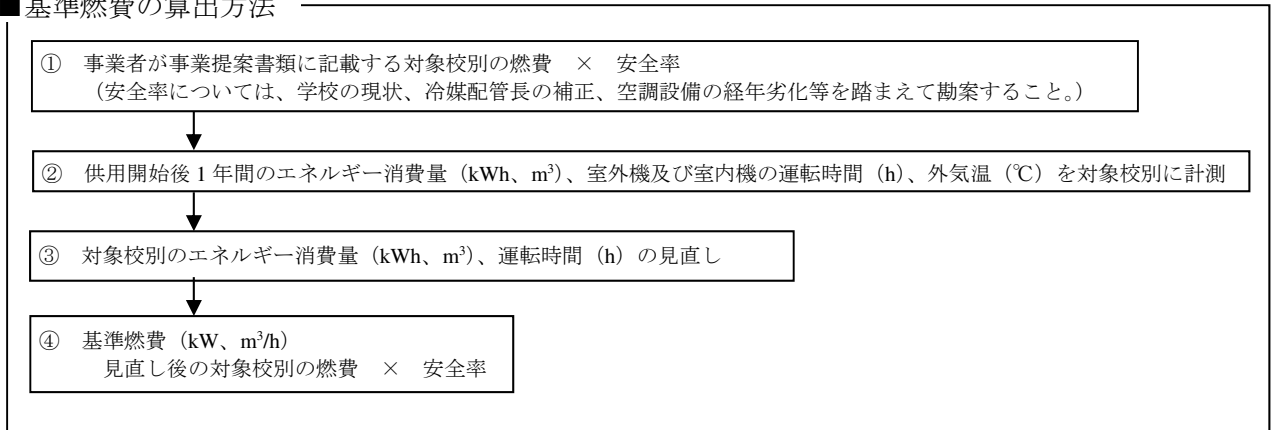 ■基準燃費の算出方法
① 事業者が事業提案書類に記載する対象校別の燃費 × 安全率
（安全率については、学校の現状、冷媒配管長の補正、空調設備の経年劣化等を踏まえて勘案すること。）
② 供用開始後 1 年間のエネルギー消費量（kWh、m³）、室外機及び室内機の運転時間（h）、外気温（℃）を対象校別に計測
③ 対象校別のエネルギー消費量（kWh、m³）、運転時間（h）の見直し
④ 基準燃費（kW、m³/h）
見直し後の対象校別の燃費 × 安全率